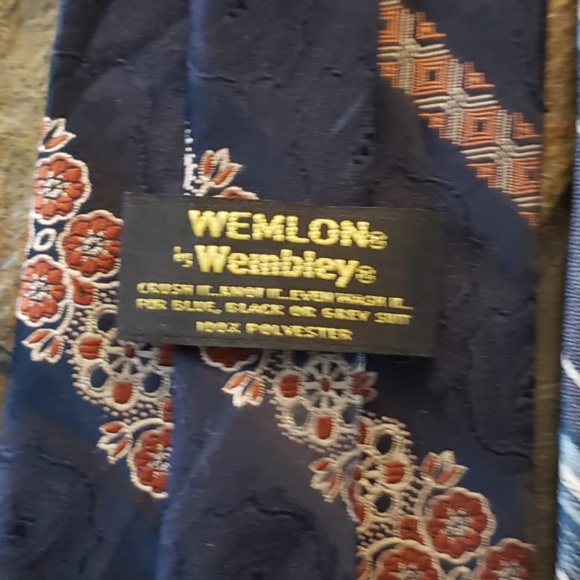 WEMLON®
by Wembley®
CRUSH IT...KNOT IT...EVEN WASH IT...
FOR BLUE, BLACK OR GREY SUIT
100% POLYESTER